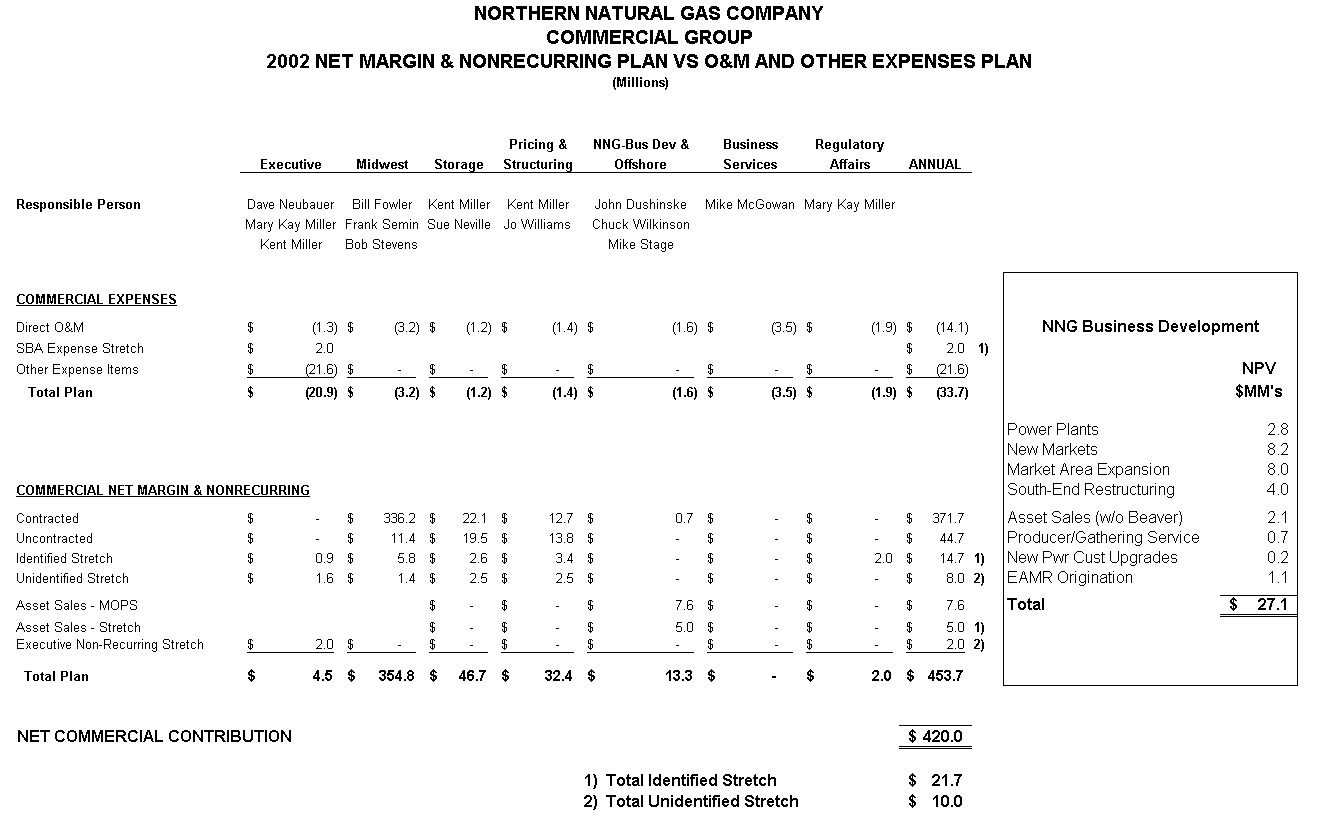 NORTHERN NATURAL GAS COMPANY
COMMERCIAL GROUP
2002 NET MARGIN & NONRECURRING PLAN VS O&M AND OTHER EXPENSES PLAN
(Millions)
Pricing & NNG-Bus Dev & Business Regulatory
Executive Midwest Storage Structuring Offshore Services Affairs ANNUAL
Responsible Person Dave Neubauer Bill Fowler Kent Miller Kent Miller John Dushinske Mike McGowan Mary Kay Miller
Mary Kay Miller Frank Semin Sue Neville Jo Williams Chuck Wilkinson
Kent Miller Bob Stevens Mike Stage
COMMERCIAL EXPENSES
Direct O&M $ (1.3) $ (3.2) $ (1.2) $ (1.4) $ (1.6) $ (3.5) $ (1.9) $ (14.1)
SBA Expense Stretch $ 2.0 $ 2.0 1)
Other Expense Items $ (21.6) $ - $ - $ - $ - $ - $ - $ (21.6)
Total Plan $ (20.9) $ (3.2) $ (1.2) $ (1.4) $ (1.6) $ (3.5) $ (1.9) $ (33.7)
COMMERCIAL NET MARGIN & NONRECURRING
Contracted $ - $ 336.2 $ 22.1 $ 12.7 $ 0.7 $ - $ - $ 371.7
Uncontracted $ - $ 11.4 $ 19.5 $ 13.8 $ - $ - $ - $ 44.7
Identified Stretch $ 0.9 $ 5.8 $ 2.6 $ 3.4 $ - $ - $ 2.0 $ 14.7 1)
Unidentified Stretch $ 1.6 $ 1.4 $ 2.5 $ 2.5 $ - $ - $ - $ 8.0 2)
Asset Sales - MOPS $ - $ - $ 7.6 $ - $ - $ 7.6
Asset Sales - Stretch $ - $ - $ 5.0 $ - $ - $ 5.0 1)
Executive Non-Recurring Stretch $ 2.0 $ - $ - $ - $ - $ - $ - $ 2.0 2)
Total Plan $ 4.5 $ 354.8 $ 46.7 $ 32.4 $ 13.3 $ - $ 2.0 $ 453.7
NET COMMERCIAL CONTRIBUTION $ 420.0
1) Total Identified Stretch $ 21.7
2) Total Unidentified Stretch $ 10.0
NNG Business Development
NPV
$MM's
Power Plants 2.8
New Markets 8.2
Market Area Expansion 8.0
South-End Restructuring 4.0
Asset Sales (w/o Beaver) 2.1
Producer/Gathering Service 0.7
New Pwr Cust Upgrades 0.2
EAMR Origination 1.1
Total $ 27.1